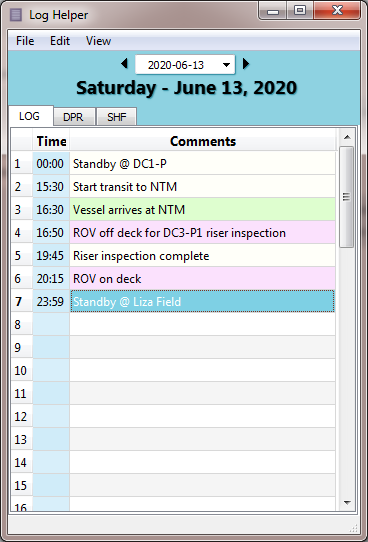 Log Helper
File Edit View
2020-06-13
Saturday - June 13, 2020
LOG DPR SHF
Time Comments
1 00:00 Standby @ DC1-P
2 15:30 Start transit to NTM
3 16:30 Vessel arrives at NTM
4 16:50 ROV off deck for DC3-P1 riser inspection
5 19:45 Riser inspection complete
6 20:15 ROV on deck
7 23:59 Standby @ Liza Field
8
9
10
11
12
13
14
15
16